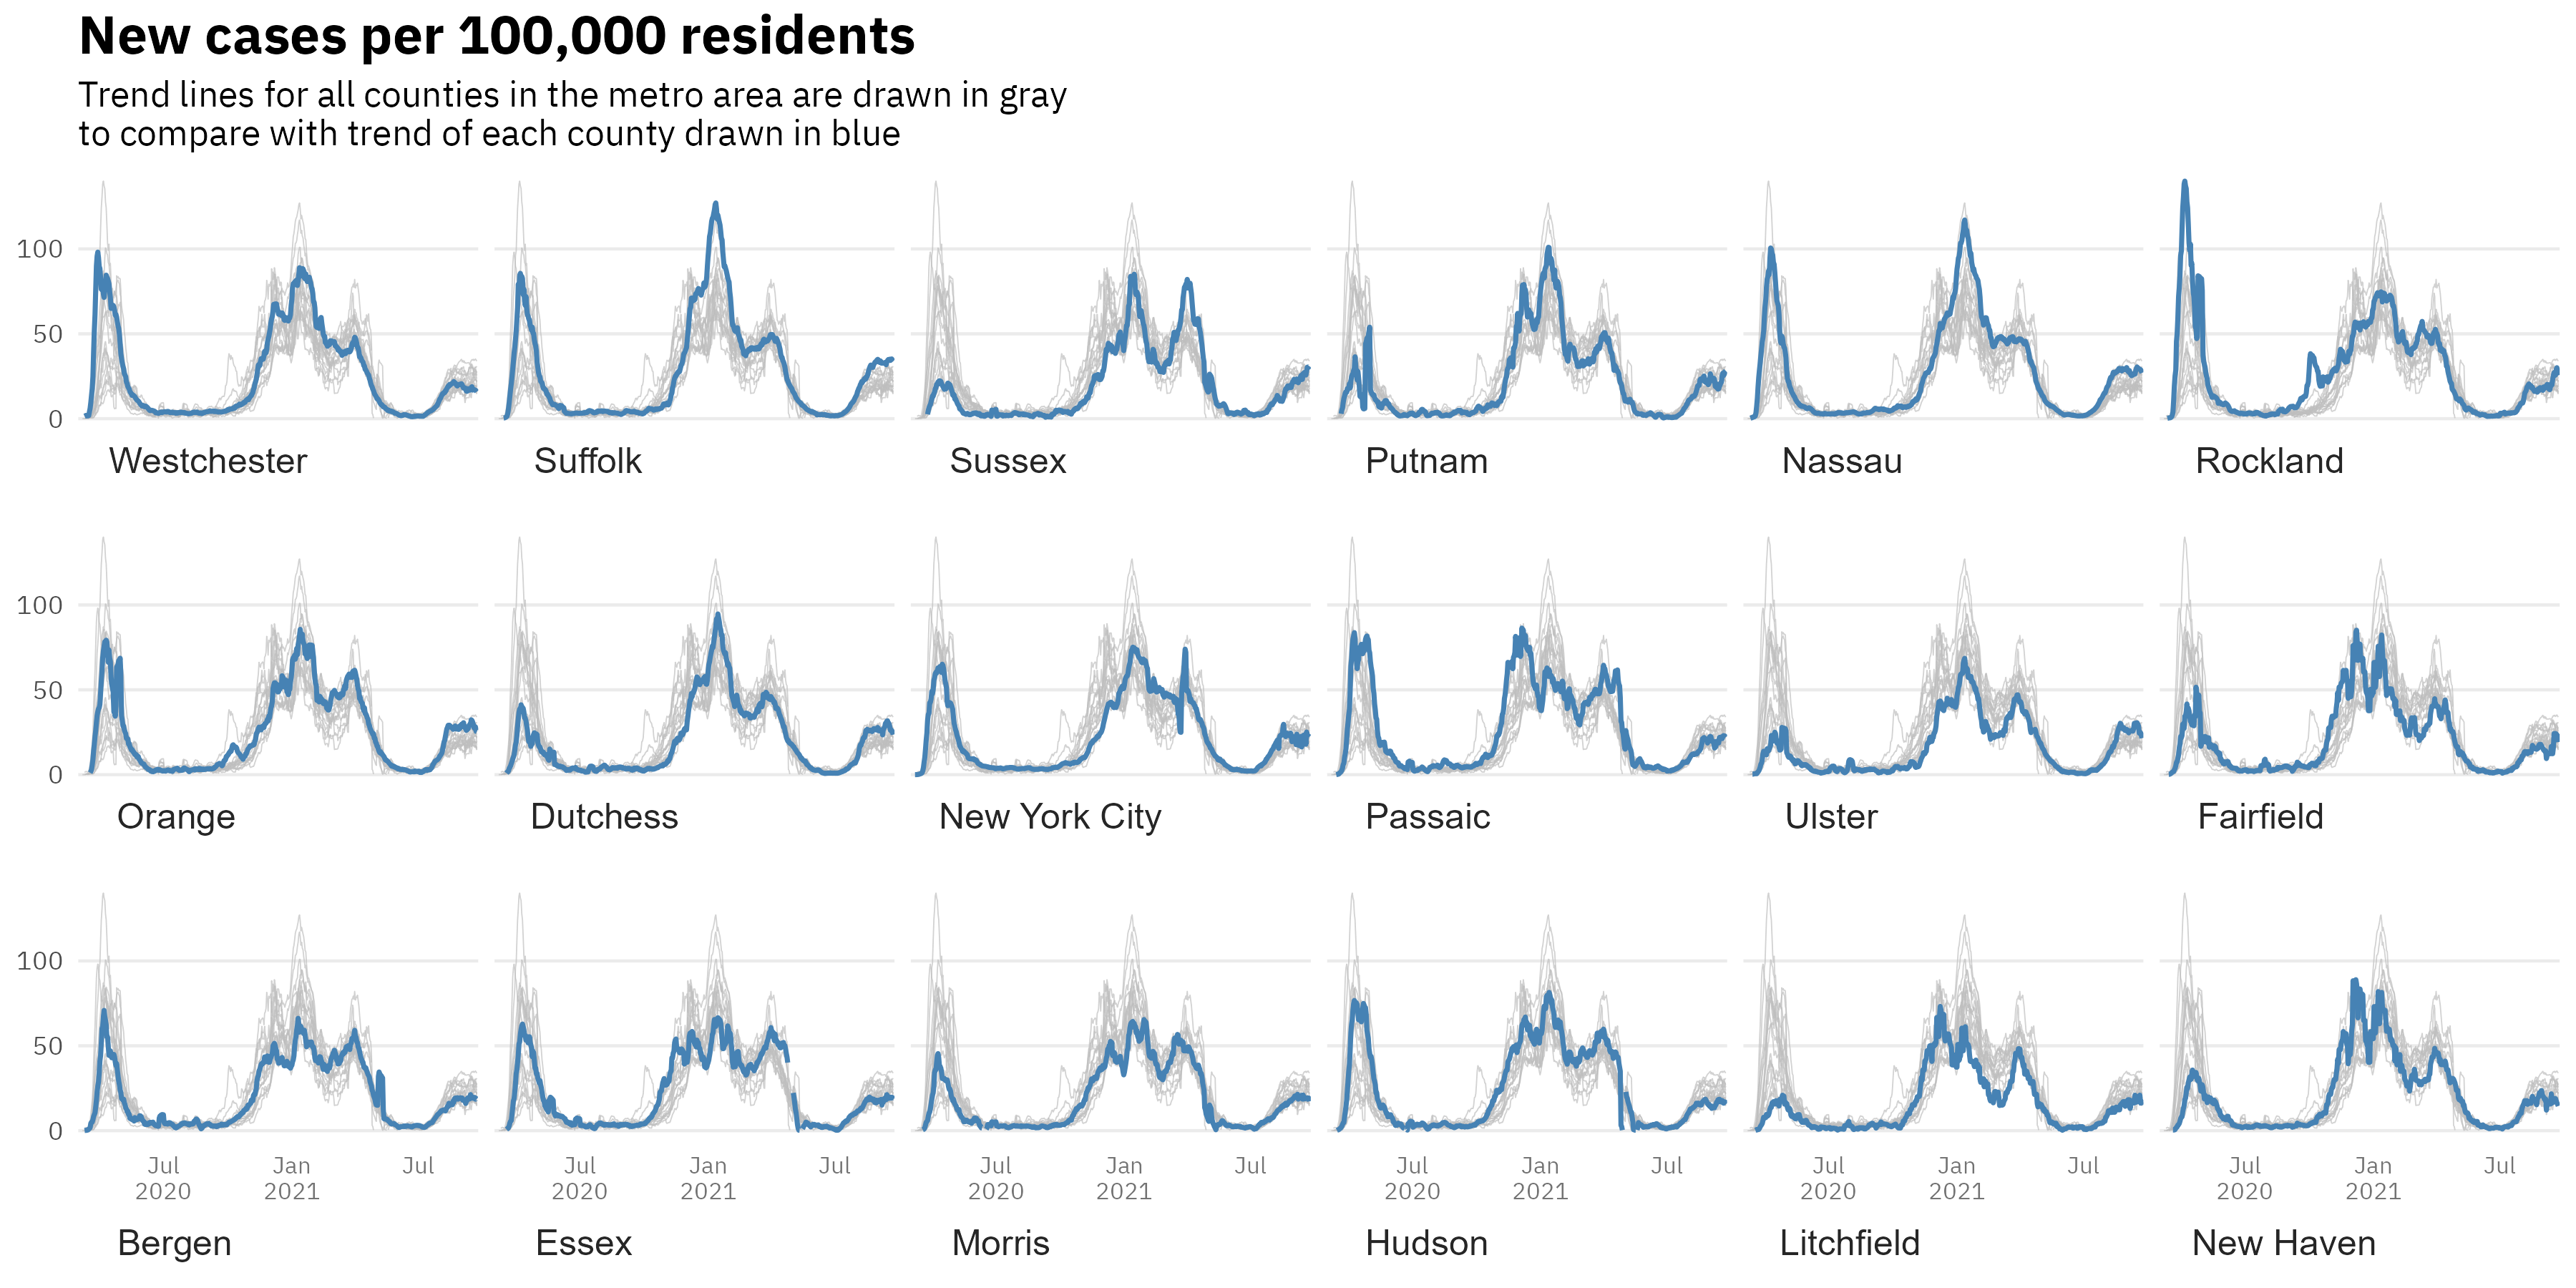 New cases per 100,000 residents
Trend lines for all counties in the metro area are drawn in gray
to compare with trend of each county drawn in blue
100
50
0
Westchester
Suffolk
Sussex
Putnam
Nassau
Rockland
100
50
0
Orange
Dutchess
New York City
Passaic
Ulster
Fairfield
100
50
0
Jul
2020
Jan
2021
Jul
Jul
2020
Jan
2021
Jul
Jul
2020
Jan
2021
Jul
Jul
2020
Jan
2021
Jul
Jul
2020
Jan
2021
Jul
Jul
2020
Jan
2021
Jul
Bergen
Essex
Morris
Hudson
Litchfield
New Haven